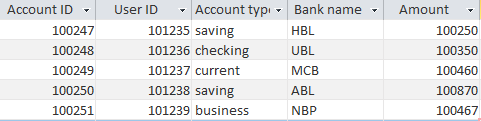 Account ID User ID Account type Bank name Amount
100247 101235 saving HBL 100250
100248 101236 checking UBL 100350
100249 101237 current MCB 100460
100250 101238 saving ABL 100870
100251 101239 business NBP 100467